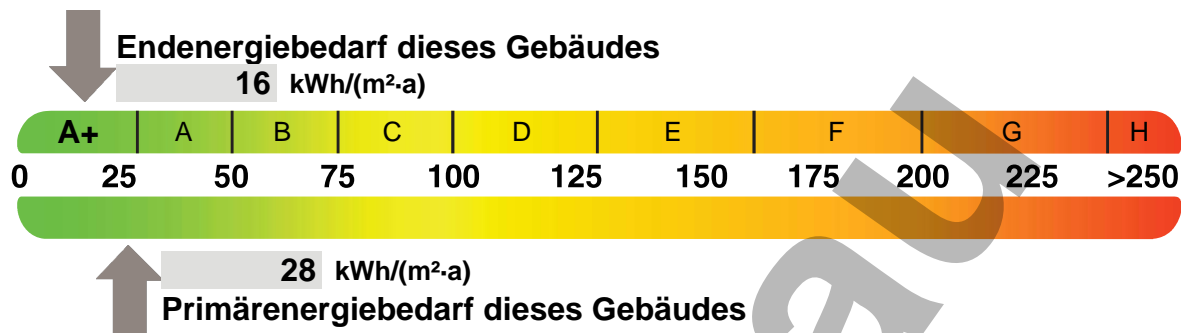 Endenergiebedarf dieses Gebäudes
16 kWh/(m²·a)
A+ A B C D E F G H
0 25 50 75 100 125 150 175 200 225 >250
28 kWh/(m²·a)
Primärenergiebedarf dieses Gebäudes
au